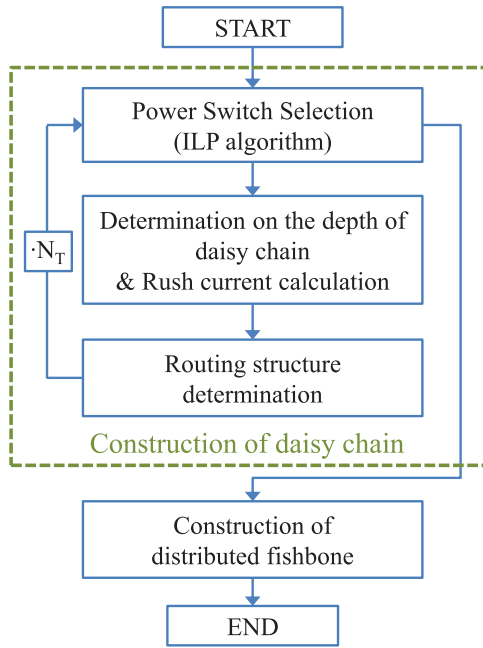 START
Power Switch Selection
(ILP algorithm)
Determination on the depth of
daisy chain
& Rush current calculation
·N_T
Routing structure
determination
Construction of daisy chain
Construction of
distributed fishbone
END